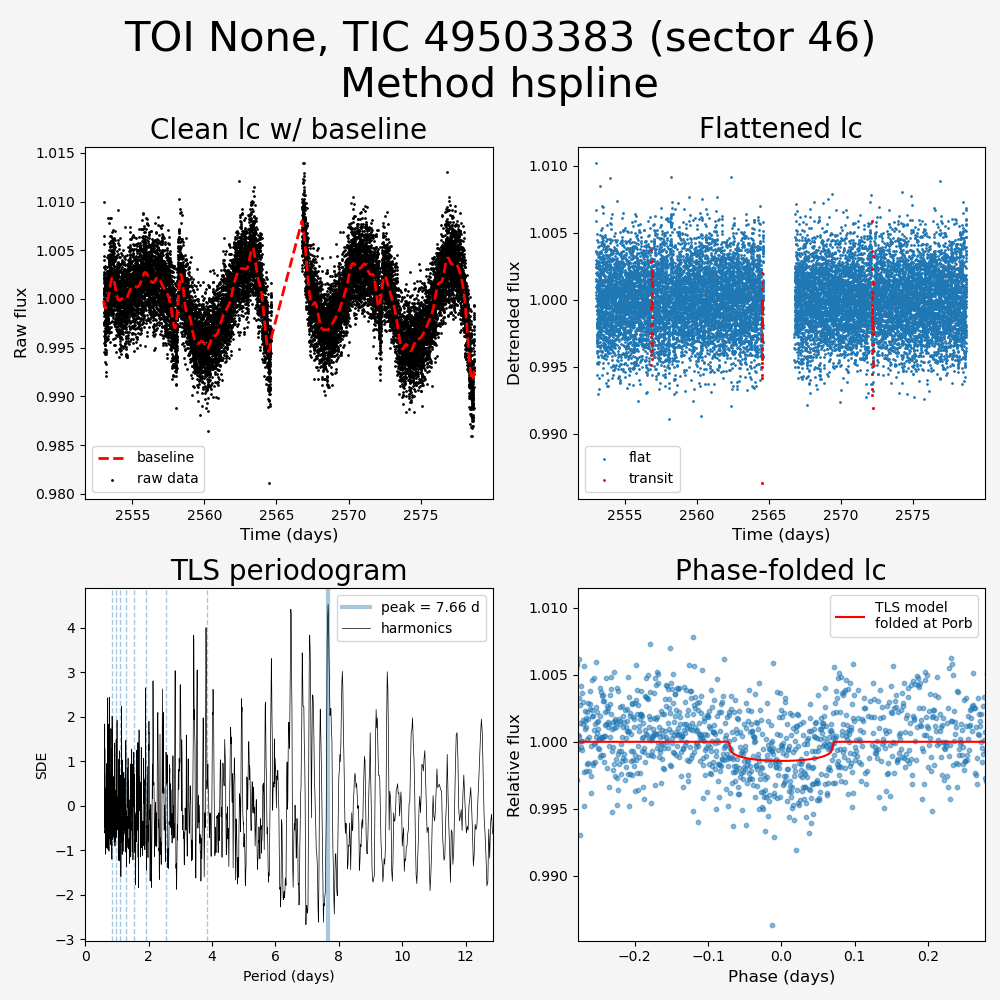 TOI None, TIC 49503383 (sector 46)
Method hspline
Clean lc w/ baseline
Flattened lc
1.015
1.010
1.005
1.000
0.995
0.990
0.985
0.980
Raw flux
baseline
raw data
2555
2560
2565
2570
2575
Time (days)
1.010
1.005
1.000
0.995
0.990
Detrended flux
flat
transit
2555
2560
2565
2570
2575
Time (days)
TLS periodogram
Phase-folded lc
4
3
2
1
0
−1
−2
−3
SDE
peak = 7.66 d
harmonics
0
2
4
6
8
10
12
Period (days)
1.010
1.005
1.000
0.995
0.990
Relative flux
TLS model
folded at Porb
−0.2
−0.1
0.0
0.1
0.2
Phase (days)